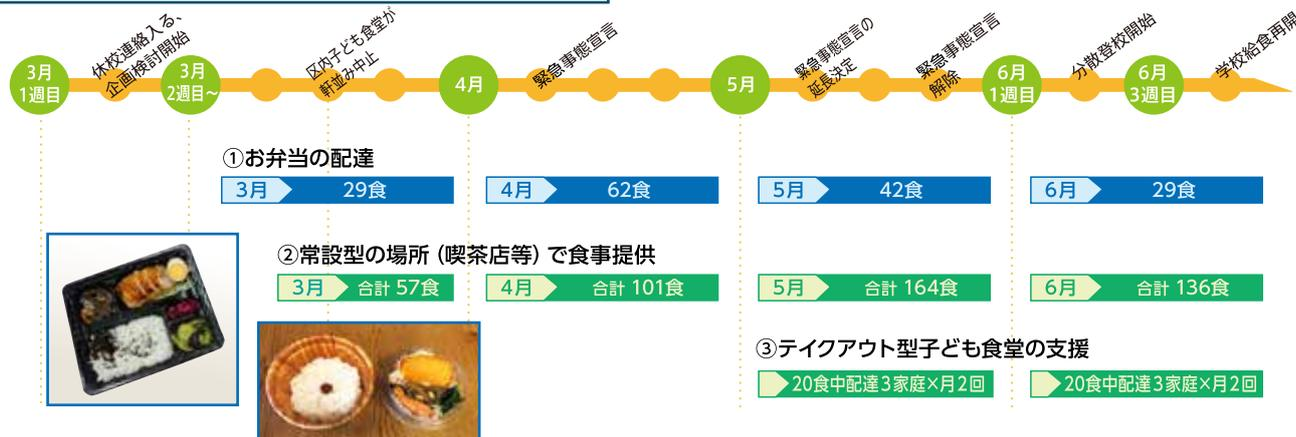 3月
1週目
休校連絡入る、
企画検討開始
3月
2週目～
区内子ども食堂が
軒並み中止
4月
緊急事態宣言
5月
緊急事態宣言の
延長決定
緊急事態宣言
解除
6月
1週目
分散登校開始
6月
3週目
学校給食再開
①お弁当の配達
3月 29食
4月 62食
5月 42食
6月 29食
②常設型の場所（喫茶店等）で食事提供
3月 合計 57食
4月 合計 101食
5月 合計 164食
6月 合計 136食
③テイクアウト型子ども食堂の支援
20食中配達3家庭×月2回
20食中配達3家庭×月2回